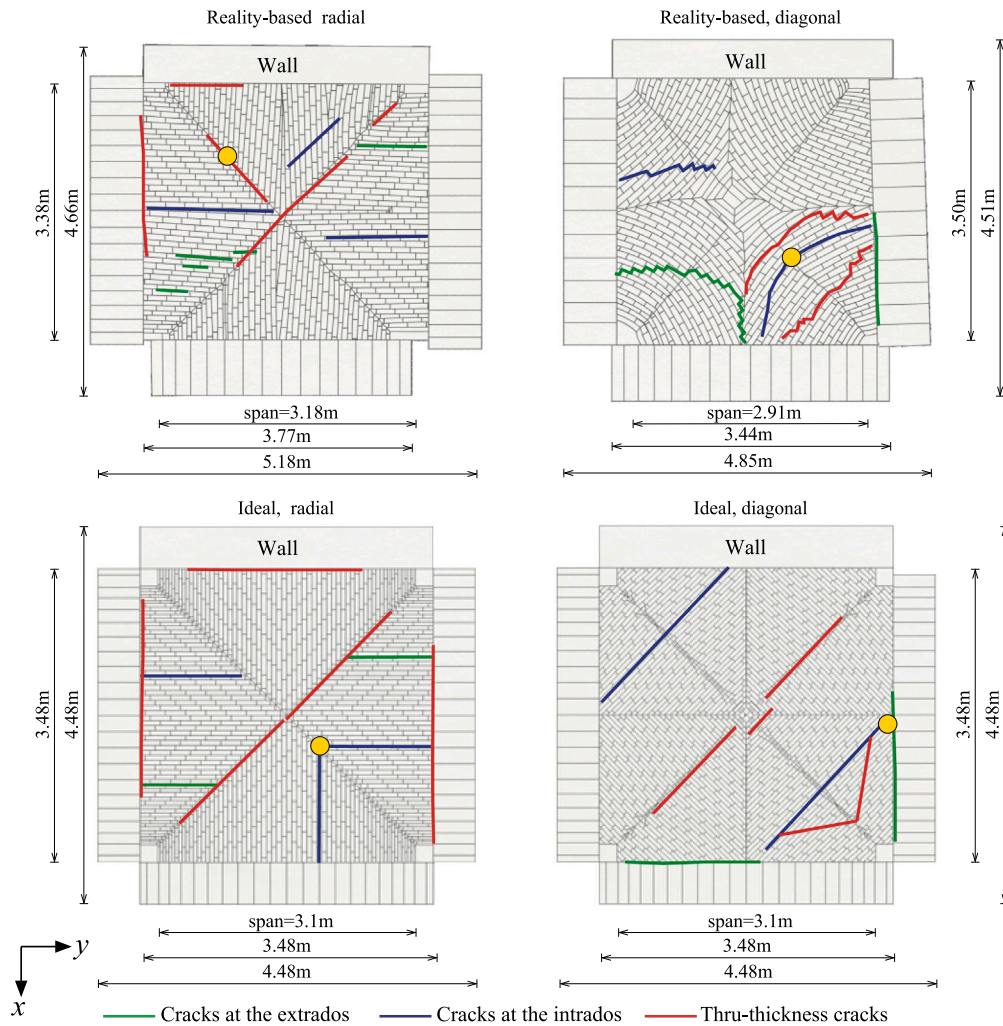 Reality-based radial
Reality-based, diagonal
Wall
Wall
3.38m
4.66m
3.50m
4.51m
span=3.18m
3.77m
5.18m
span=2.91m
3.44m
4.85m
Ideal, radial
Ideal, diagonal
Wall
Wall
3.48m
4.48m
3.48m
4.48m
span=3.1m
3.48m
4.48m
span=3.1m
3.48m
4.48m
y
x
Cracks at the extrados
Cracks at the intrados
Thru-thickness cracks